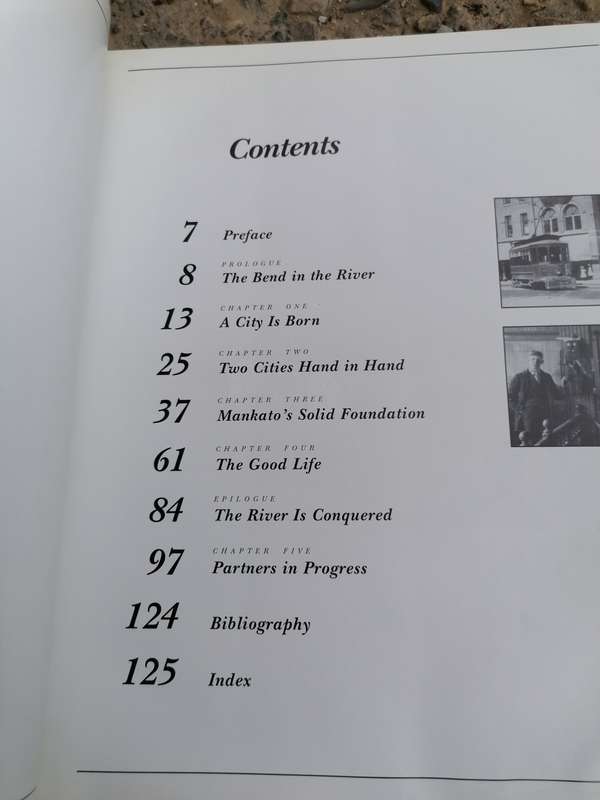 Contents
7 Preface
PROLOGUE
8 The Bend in the River
CHAPTER ONE
13 A City Is Born
CHAPTER TWO
25 Two Cities Hand in Hand
CHAPTER THREE
37 Mankato's Solid Foundation
CHAPTER FOUR
61 The Good Life
EPILOGUE
84 The River Is Conquered
CHAPTER FIVE
97 Partners in Progress
124 Bibliography
125 Index